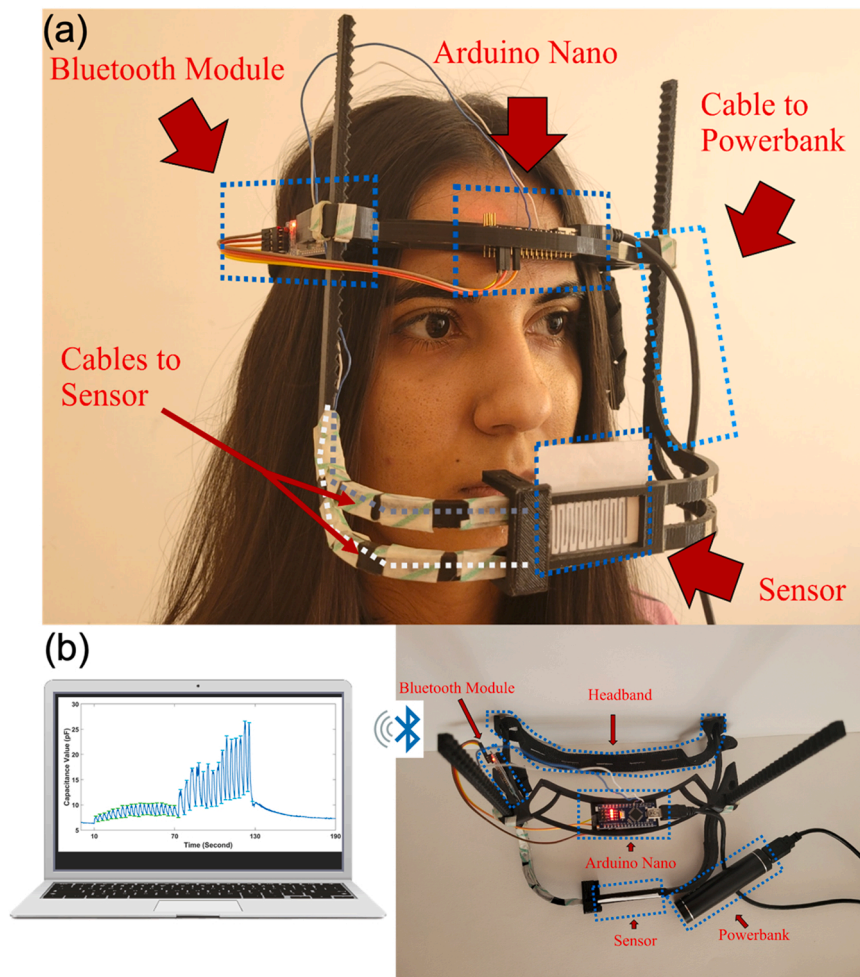 (a)
Bluetooth Module
Arduino Nano
Cable to
Powerbank
Cables to
Sensor
Sensor
(b)
Capacitance Value (pF)
30
25
20
15
10
5
10
70
130
190
Time (Second)
Bluetooth Module
Headband
Arduino Nano
Sensor
Powerbank